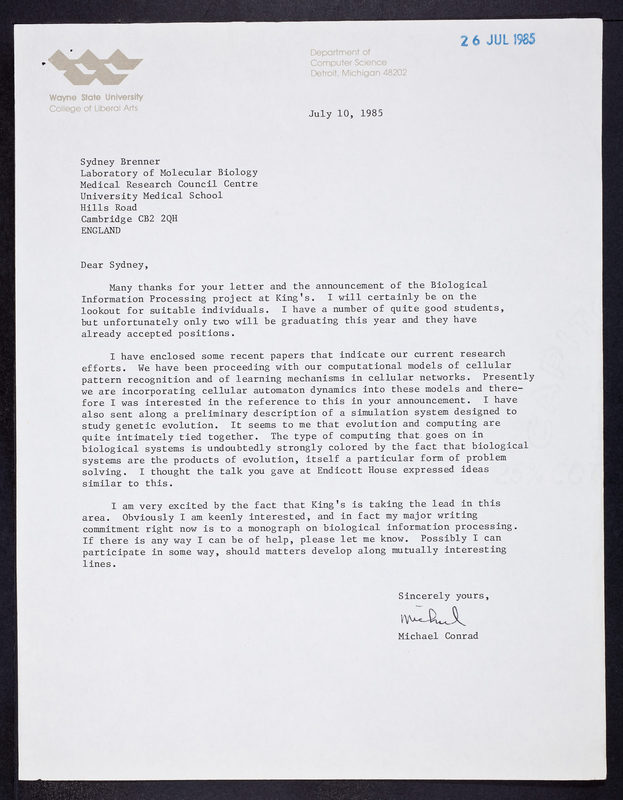 26 JUL 1985
Department of
Computer Science
Detroit, Michigan 48202
Wayne State University
College of Liberal Arts
July 10, 1985
Sydney Brenner
Laboratory of Molecular Biology
Medical Research Council Centre
University Medical School
Hills Road
Cambridge CB2 2QH
ENGLAND
Dear Sydney,
Many thanks for your letter and the announcement of the Biological
Information Processing project at King's. I will certainly be on the
lookout for suitable individuals. I have a number of quite good students,
but unfortunately only two will be graduating this year and they have
already accepted positions.
I have enclosed some recent papers that indicate our current research
efforts. We have been proceeding with our computational models of cellular
pattern recognition and of learning mechanisms in cellular networks. Presently
we are incorporating cellular automaton dynamics into these models and there-
fore I was interested in the reference to this in your announcement. I have
also sent along a preliminary description of a simulation system designed to
study genetic evolution. It seems to me that evolution and computing are
quite intimately tied together. The type of computing that goes on in
biological systems is undoubtedly strongly colored by the fact that biological
systems are the products of evolution, itself a particular form of problem
solving. I thought the talk you gave at Endicott House expressed ideas
similar to this.
I am very excited by the fact that King's is taking the lead in this
area. Obviously I am keenly interested, and in fact my major writing
commitment right now is to a monograph on biological information processing.
If there is any way I can be of help, please let me know. Possibly I can
participate in some way, should matters develop along mutually interesting
lines.
Sincerely yours,
Michael
Michael Conrad